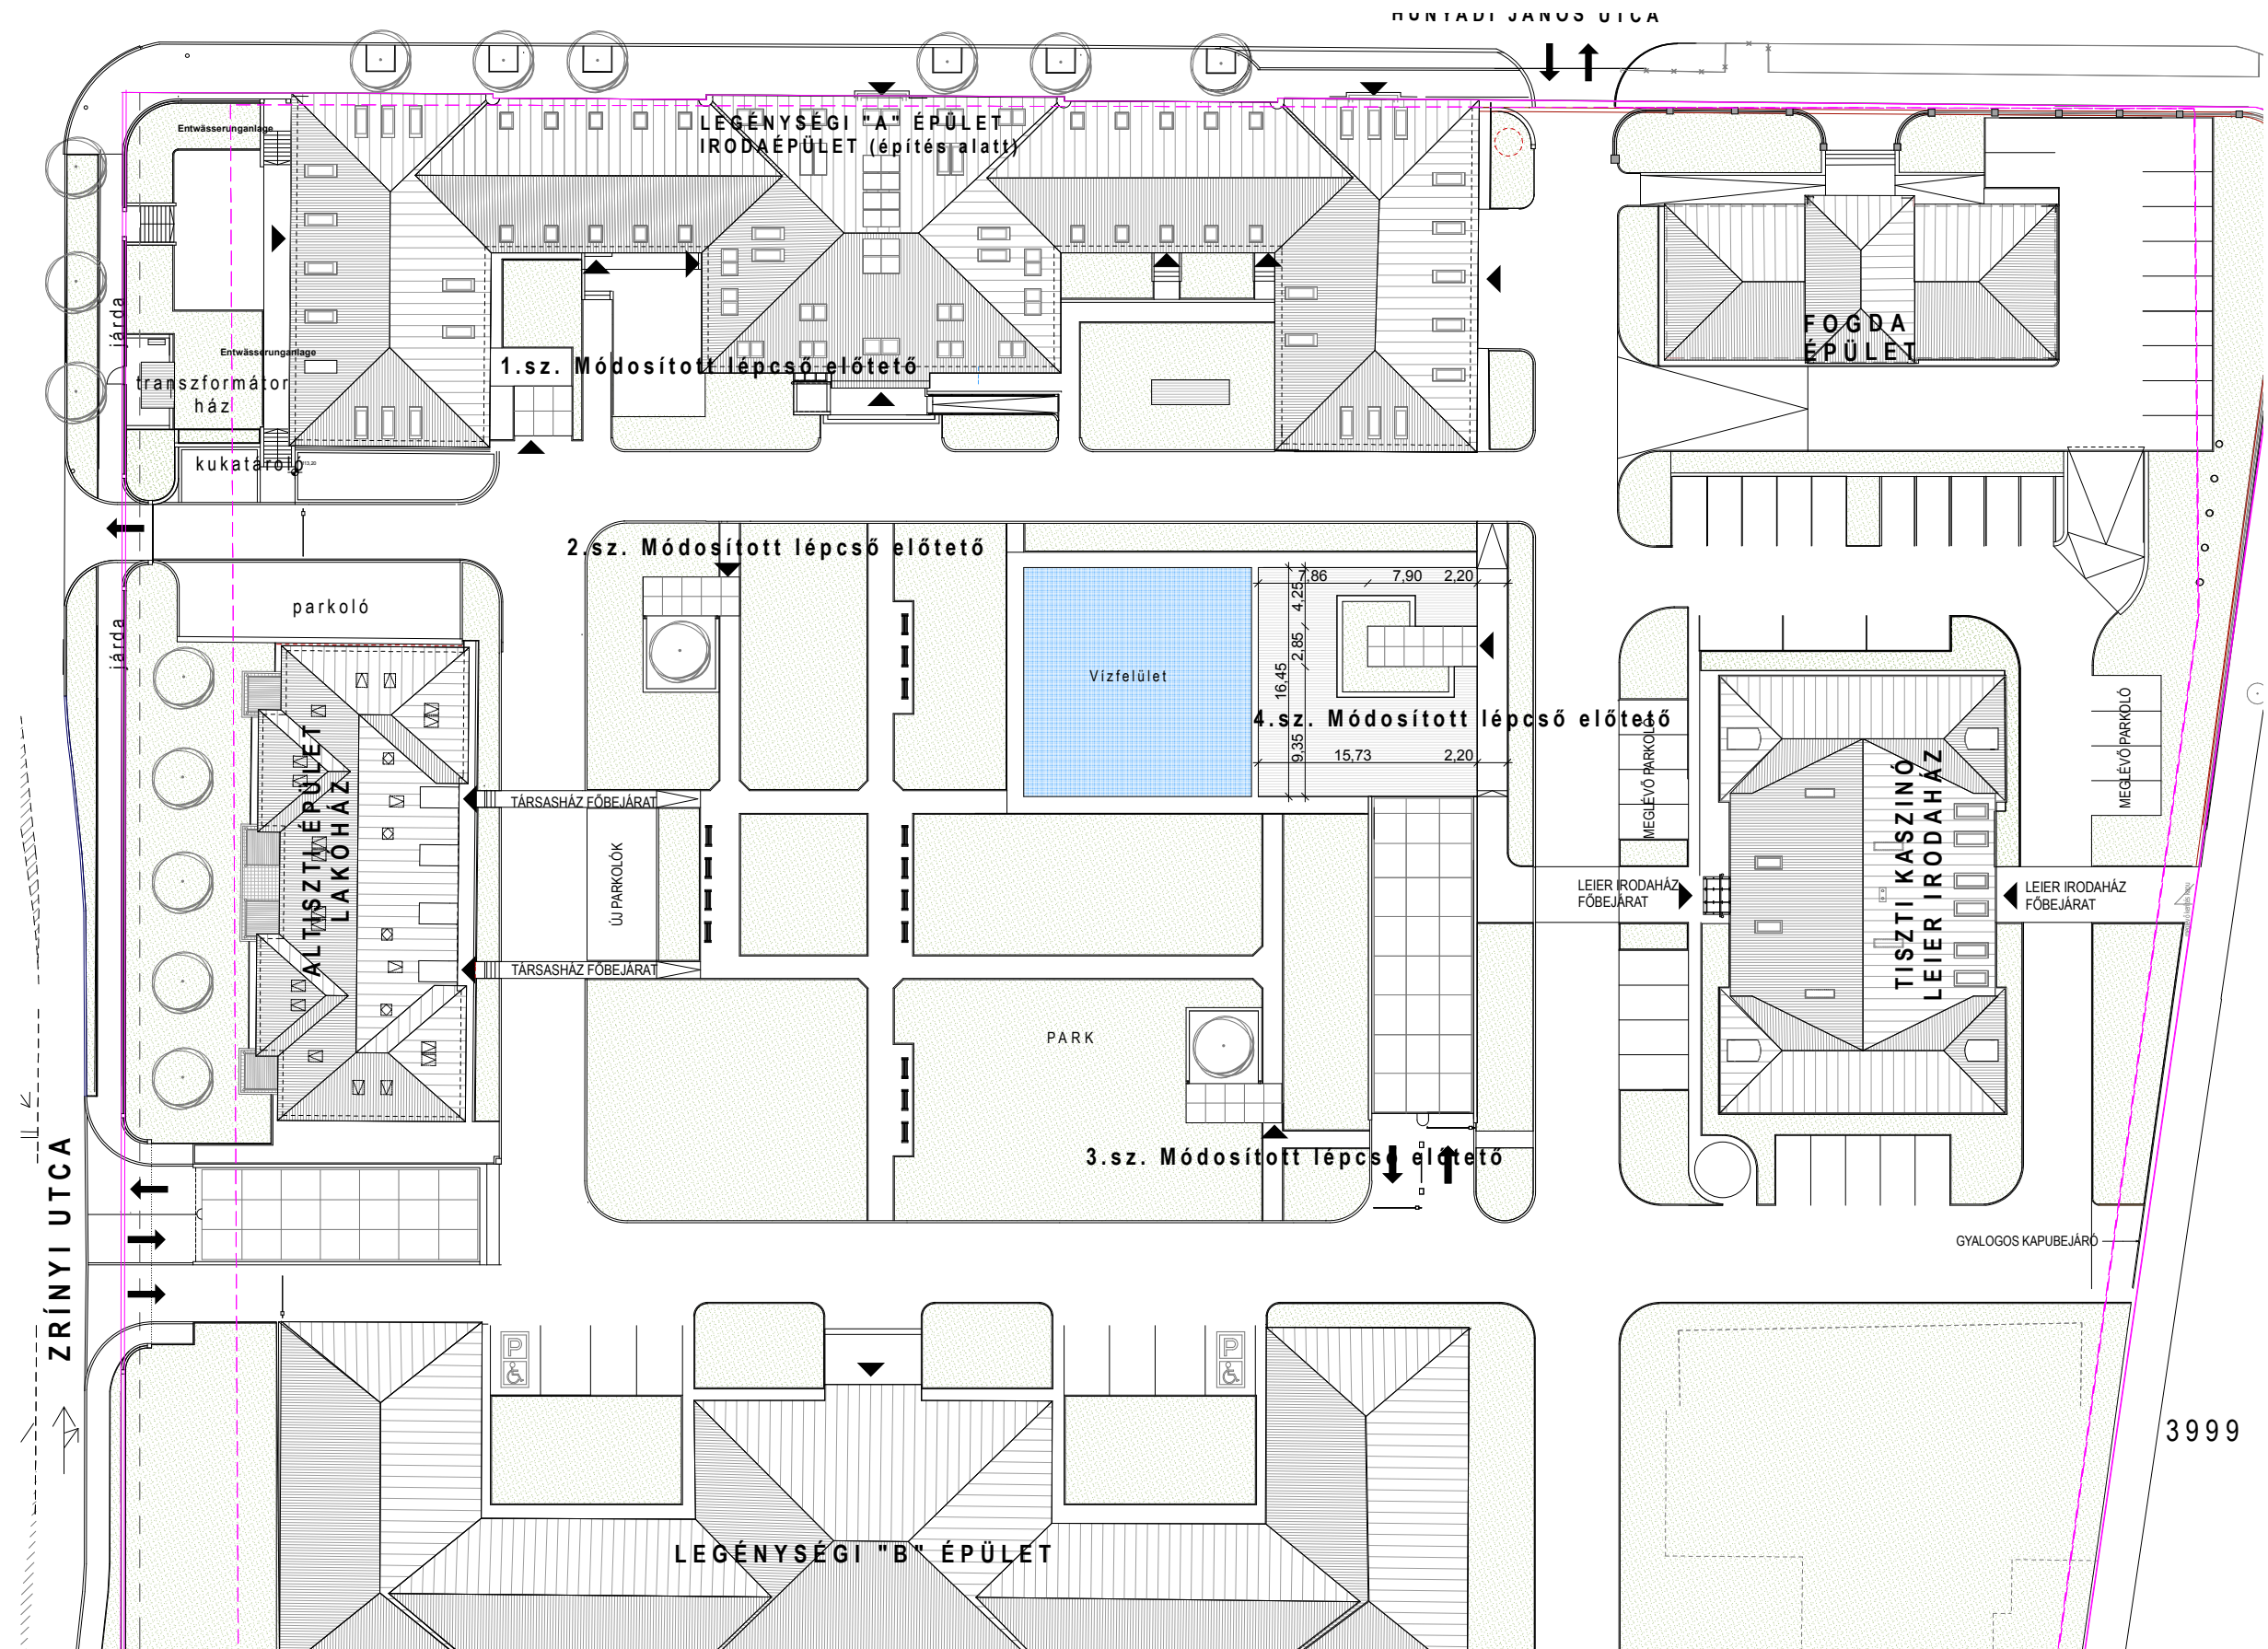 HUNYADI JÁNOS UTCA
Entwässerunganlage
LEGÉNYSÉGI "A" ÉPÜLET
IRODAÉPÜLET (építés alatt)
járda
Entwässerunganlage
transzformátor
ház
kukatároló
1.sz. Módosított lépcső előtető
FOGDA
ÉPÜLET
2.sz. Módosított lépcső előtető
parkoló
járda
7,86
7,90
2,20
4,25
2,85
16,45
9,35
15,73
2,20
Vízfelület
4.sz. Módosított lépcső előtető
MEGLÉVŐ PARKOLÓ
MEGLÉVŐ PARKOLÓ
ALTISZTI ÉPÜLET
LAKÓHÁZ
TÁRSASHÁZ FŐBEJÁRAT
ÚJ PARKOLÓK
TÁRSASHÁZ FŐBEJÁRAT
LEIER IRODAHÁZ
FŐBEJÁRAT
TISZTI KASZINÓ
LEIER IRODAHÁZ
LEIER IRODAHÁZ
FŐBEJÁRAT
PARK
3.sz. Módosított lépcső előtető
ZRÍNYI UTCA
GYALOGOS KAPUBEJÁRÓ
P
P
3999
LEGÉNYSÉGI "B" ÉPÜLET